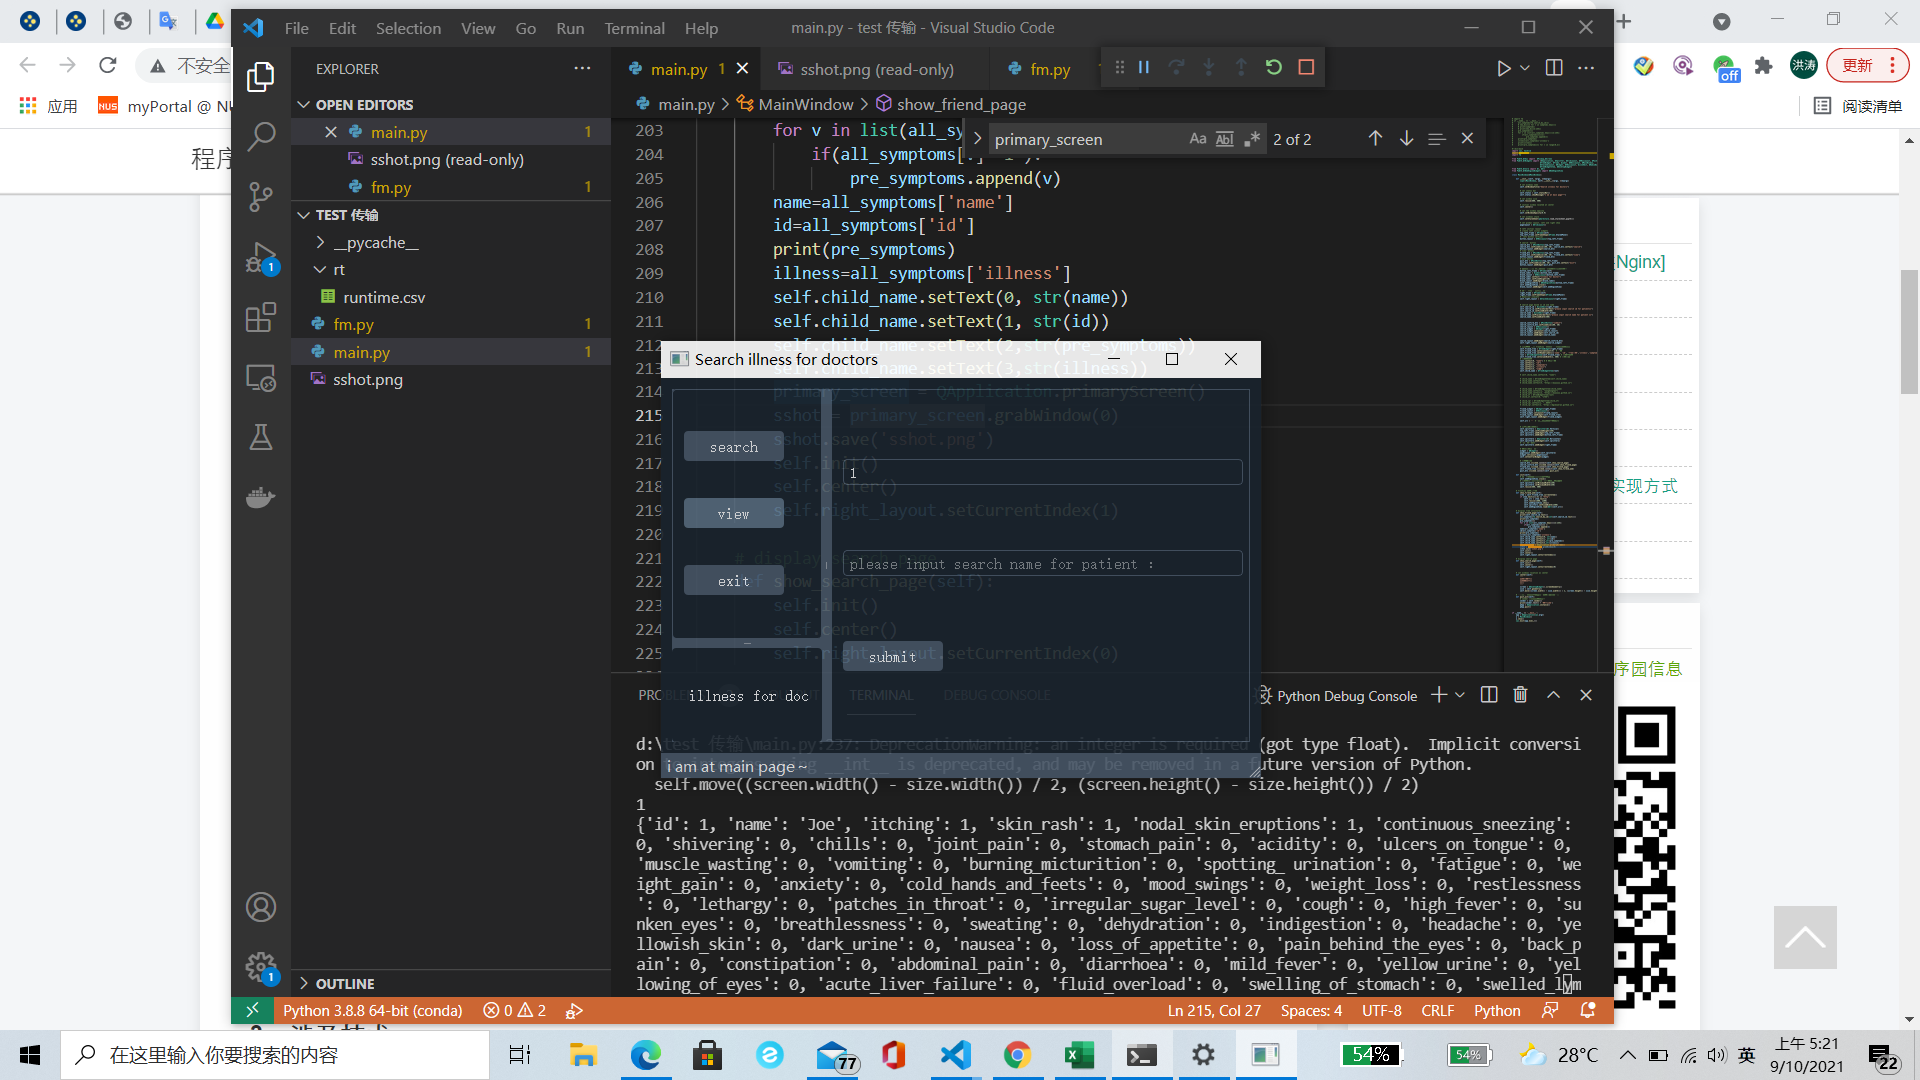 File Edit Selection View Go Run Terminal Help
main.py - test 传输 - Visual Studio Code
不安全
洪涛
更新
off
应用
myPortal @ NU
阅读清单
程序
EXPLORER
OPEN EDITORS
main.py 1
sshot.png (read-only)
fm.py 1
TEST 传输
__pycache__
rt
runtime.csv
fm.py 1
main.py 1
sshot.png
OUTLINE
main.py 1
sshot.png (read-only)
fm.py
main.py > MainWindow > show_friend_page
primary_screen
2 of 2
203 for v in list(all_sy
204 if(all_symptoms[
205 pre_symptoms.append(v)
206 name=all_symptoms['name']
207 id=all_symptoms['id']
208 print(pre_symptoms)
209 illness=all_symptoms['illness']
210 self.child_name.setText(0, str(name))
211 self.child_name.setText(1, str(id))
212 self.child_name.setText(2,str(pre_symptoms))
213 self.child_name.setText(3,str(illness))
214 primary_screen = QApplication.primaryScreen()
215 sshot = primary_screen.grabWindow(0)
216 sshot.save('sshot.png')
217 self.init()
218 self.center()
219 self.right_layout.setCurrentIndex(1)
220
221 # display search page
222 def show_search_page(self):
223 self.init()
224 self.center()
225 self.right_layout.setCurrentIndex(0)
Search illness for doctors
search
view
exit
illness for doc
1
please input search name for patient :
submit
i am at main page ~
TERMINAL
DEBUG CONSOLE
Python Debug Console
d:\test 传输\main.py:237: DeprecationWarning: an integer is required (got type float).  Implicit conversi
on to integers using __int__ is deprecated, and may be removed in a future version of Python.
self.move((screen.width() - size.width()) / 2, (screen.height() - size.height()) / 2)
1
{'id': 1, 'name': 'Joe', 'itching': 1, 'skin_rash': 1, 'nodal_skin_eruptions': 1, 'continuous_sneezing':
0, 'shivering': 0, 'chills': 0, 'joint_pain': 0, 'stomach_pain': 0, 'acidity': 0, 'ulcers_on_tongue': 0,
'muscle_wasting': 0, 'vomiting': 0, 'burning_micturition': 0, 'spotting_ urination': 0, 'fatigue': 0, 'we
ight_gain': 0, 'anxiety': 0, 'cold_hands_and_feets': 0, 'mood_swings': 0, 'weight_loss': 0, 'restlessness
': 0, 'lethargy': 0, 'patches_in_throat': 0, 'irregular_sugar_level': 0, 'cough': 0, 'high_fever': 0, 'su
nken_eyes': 0, 'breathlessness': 0, 'sweating': 0, 'dehydration': 0, 'indigestion': 0, 'headache': 0, 'ye
llowish_skin': 0, 'dark_urine': 0, 'nausea': 0, 'loss_of_appetite': 0, 'pain_behind_the_eyes': 0, 'back_p
ain': 0, 'constipation': 0, 'abdominal_pain': 0, 'diarrhoea': 0, 'mild_fever': 0, 'yellow_urine': 0, 'yel
lowing_of_eyes': 0, 'acute_liver_failure': 0, 'fluid_overload': 0, 'swelling_of_stomach': 0, 'swelled_lym
Nginx]
实现方式
序园信息
Python 3.8.8 64-bit (conda) 0 2
Ln 215, Col 27 Spaces: 4 UTF-8 CRLF Python
在这里输入你要搜索的内容
77
54%
54%
28°C
英
上午 5:21
9/10/2021
22